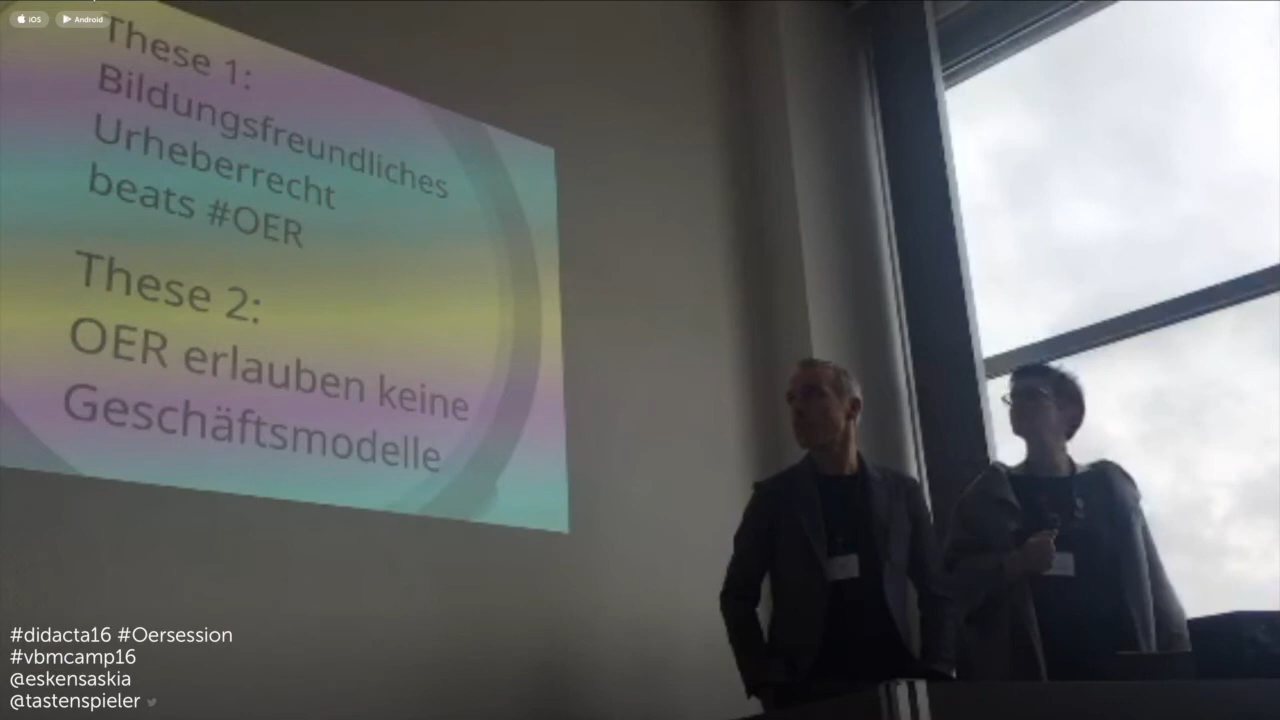 iOS
Android
These 1:
Bildungsfreundliches
Urheberrecht
beats #OER
These 2:
OER erlauben keine
Geschäftsmodelle
#didacta16 #Oersession
#vbmcamp16
@eskensaskia
@tastenspieler